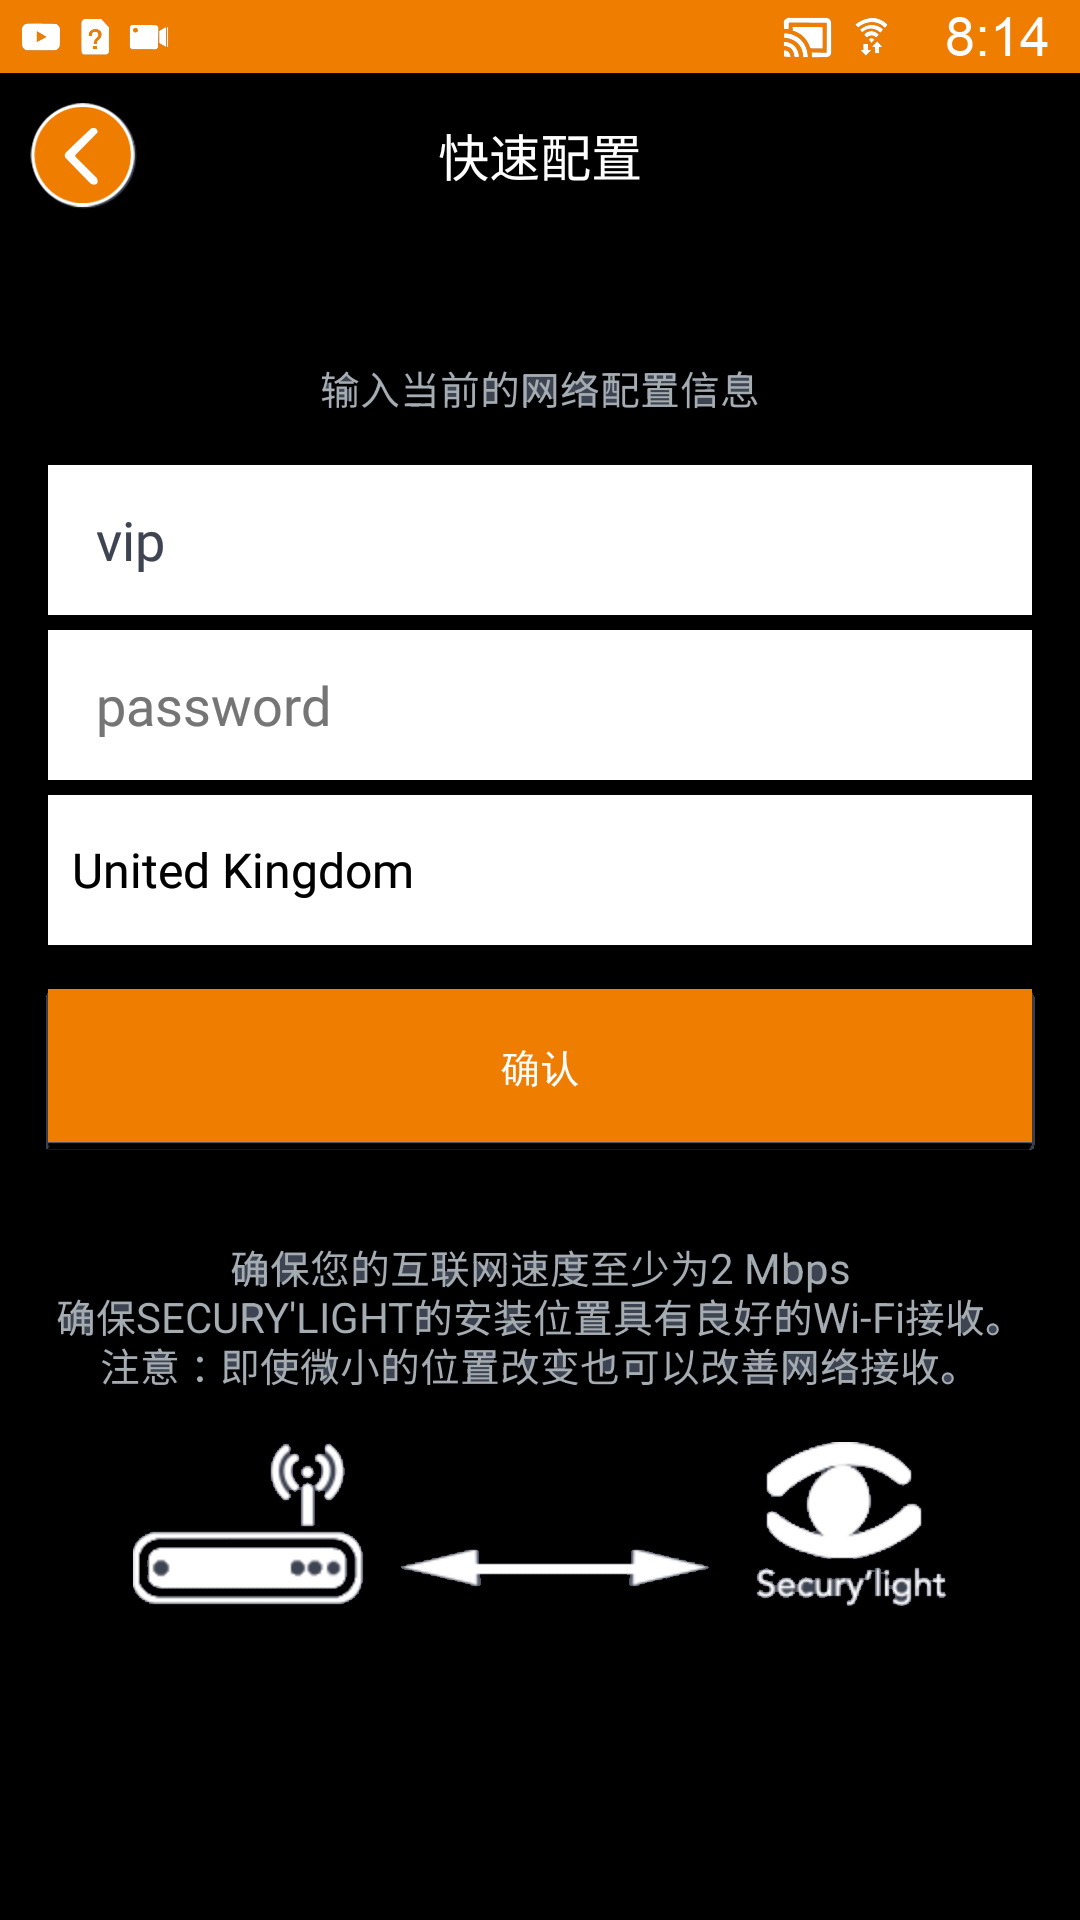 8:14
快速配置
输入当前的网络配置信息
vip
password
United Kingdom
确认
确保您的互联网速度至少为2 Mbps
确保SECURY'LIGHT的安装位置具有良好的Wi-Fi接收。
注意：即使微小的位置改变也可以改善网络接收。
Secury'light